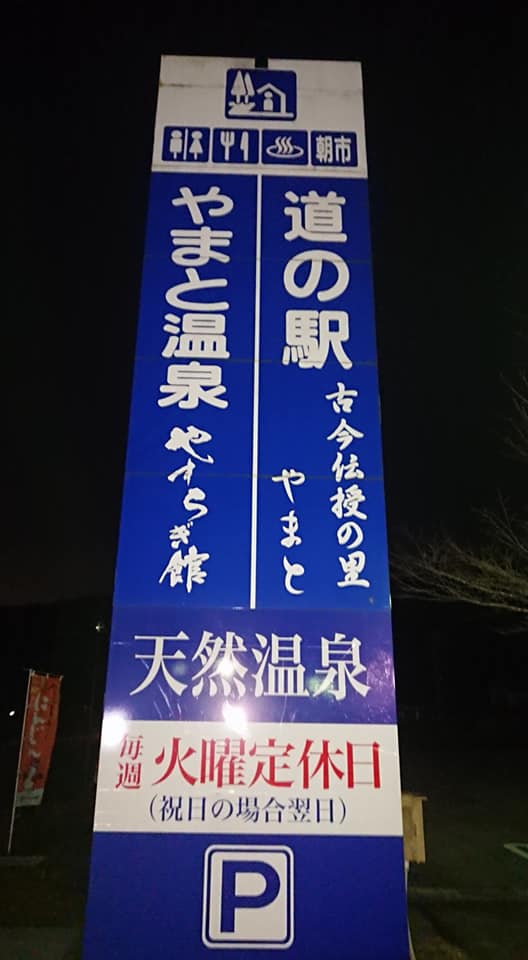 朝市
道の駅
古今伝授の里
やまと
やまと温泉
やすらぎ館
天然温泉
毎週
火曜定休日
(祝日の場合翌日)
P